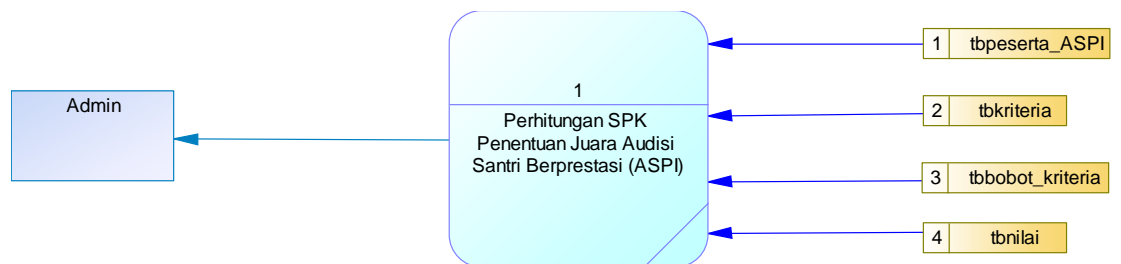 Admin
1
Perhitungan SPK
Penentuan Juara Audisi
Santri Berprestasi (ASPI)
1 tbpeserta_ASPI
2 tbkriteria
3 tbbobot_kriteria
4 tbnilai